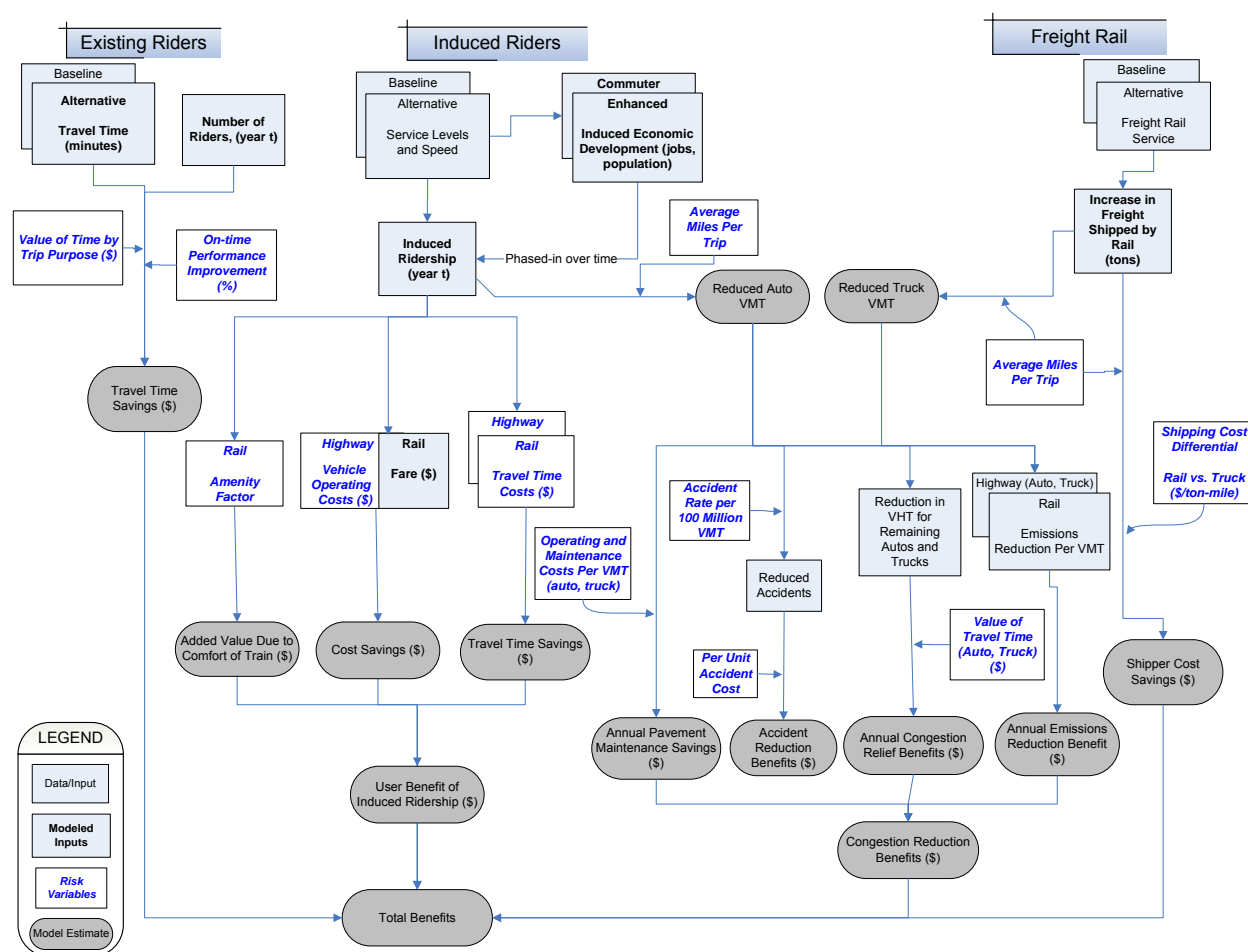 Existing Riders
Induced Riders
Freight Rail
Baseline
Alternative
Travel Time
(minutes)
Number of
Riders, (year t)
Baseline
Alternative
Service Levels
and Speed
Commuter
Enhanced
Induced Economic
Development (jobs,
population)
Baseline
Alternative
Freight Rail
Service
Value of Time by
Trip Purpose ($)
On-time
Performance
Improvement
(%)
Induced
Ridership
(year t)
Phased-in over time
Average
Miles Per
Trip
Increase in
Freight
Shipped by
Rail
(tons)
Reduced Auto
VMT
Reduced Truck
VMT
Average Miles
Per Trip
Travel Time
Savings ($)
Rail
Amenity
Factor
Highway
Vehicle
Operating
Costs ($)
Rail
Fare ($)
Highway
Rail
Travel Time
Costs ($)
Shipping Cost
Differential
Rail vs. Truck
($/ton-mile)
Operating and
Maintenance
Costs Per VMT
(auto, truck)
Accident
Rate per
100 Million
VMT
Reduced
Accidents
Reduction in
VHT for
Remaining
Autos and
Trucks
Highway (Auto, Truck)
Rail
Emissions
Reduction Per VMT
Added Value Due to
Comfort of Train ($)
Cost Savings ($)
Travel Time Savings
($)
Per Unit
Accident
Cost
Value of
Travel Time
(Auto, Truck)
($)
Shipper Cost
Savings ($)
Annual Pavement
Maintenance Savings
($)
Accident
Reduction
Benefits ($)
Annual Congestion
Relief Benefits ($)
Annual Emissions
Reduction Benefit
($)
LEGEND
Data/Input
Modeled
Inputs
Risk
Variables
Model Estimate
User Benefit of
Induced Ridership ($)
Congestion Reduction
Benefits ($)
Total Benefits